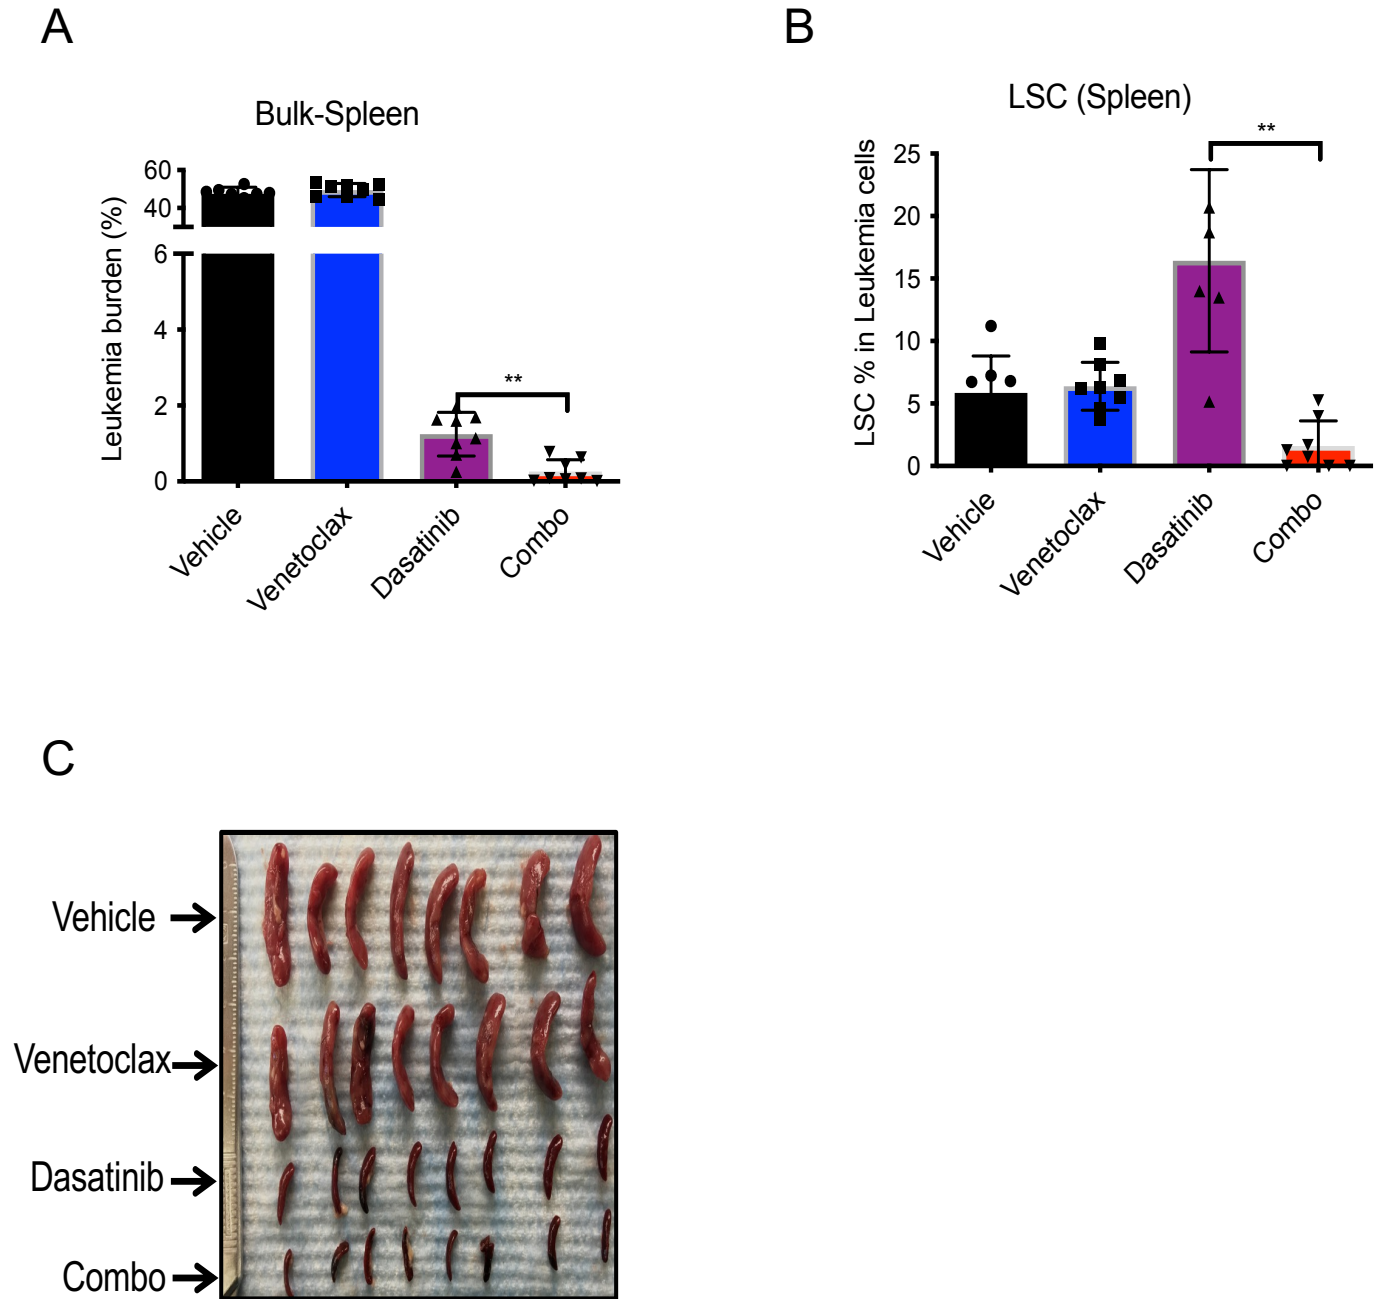 A
Bulk-Spleen
Leukemia burden (%)
60
40
6
4
2
0
**
Vehicle
Venetoclax
Dasatinib
Combo
B
LSC (Spleen)
LSC % in Leukemia cells
25
20
15
10
5
0
**
Vehicle
Venetoclax
Dasatinib
Combo
C
Vehicle
Venetoclax
Dasatinib
Combo